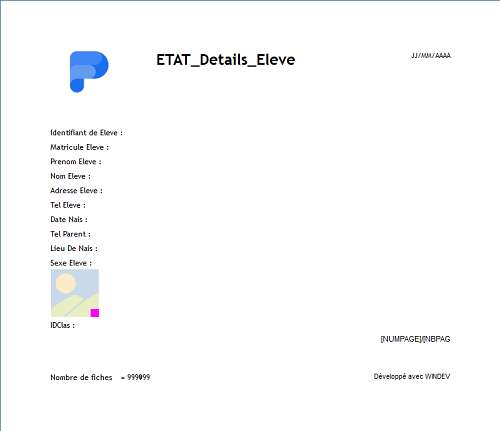 ETAT_Details_Eleve
JJ/MM/AAAA
Identifiant de Eleve :
Matricule Eleve :
Prenom Eleve :
Nom Eleve :
Adresse Eleve :
Tel Eleve :
Date Nais :
Tel Parent :
Lieu De Nais :
Sexe Eleve :
IDClas :
[NUMPAGE]/[NBPAG
Nombre de fiches = 999999
Développé avec WINDEV